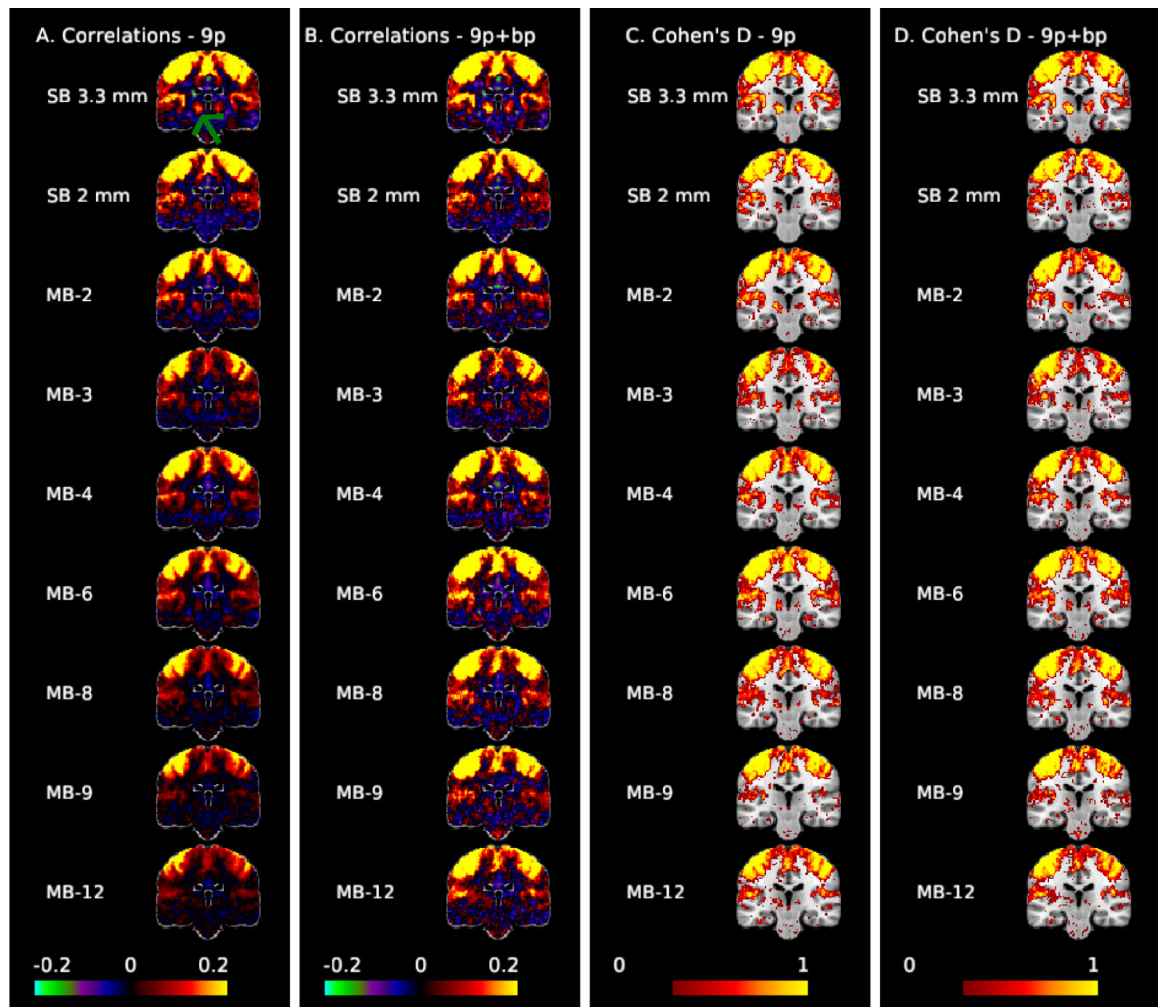 A. Correlations - 9p
SB 3.3 mm
SB 2 mm
MB-2
MB-3
MB-4
MB-6
MB-8
MB-9
MB-12
-0.2 0 0.2
B. Correlations - 9p+bp
SB 3.3 mm
SB 2 mm
MB-2
MB-3
MB-4
MB-6
MB-8
MB-9
MB-12
-0.2 0 0.2
C. Cohen's D - 9p
SB 3.3 mm
SB 2 mm
MB-2
MB-3
MB-4
MB-6
MB-8
MB-9
MB-12
0 1
D. Cohen's D - 9p+bp
SB 3.3 mm
SB 2 mm
MB-2
MB-3
MB-4
MB-6
MB-8
MB-9
MB-12
0 1